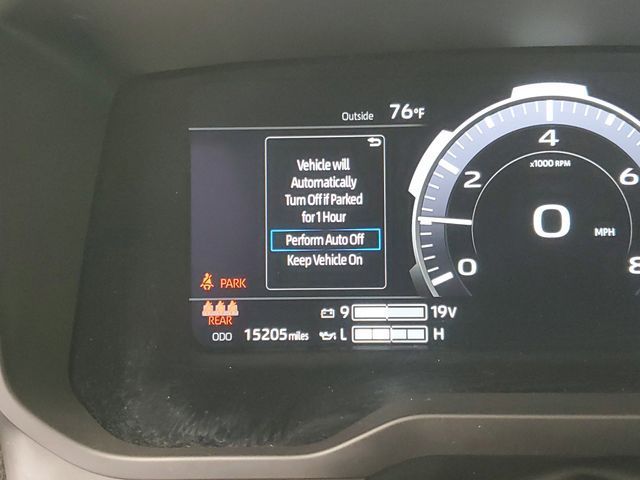 Outside 76°F
Vehicle will
Automatically
Turn Off if Parked
for 1 Hour
Perform Auto Off
Keep Vehicle On
PARK
REAR
9 19V
ODO 15205 miles L H
4
x1000 RPM
2 6
0 MPH
0 8